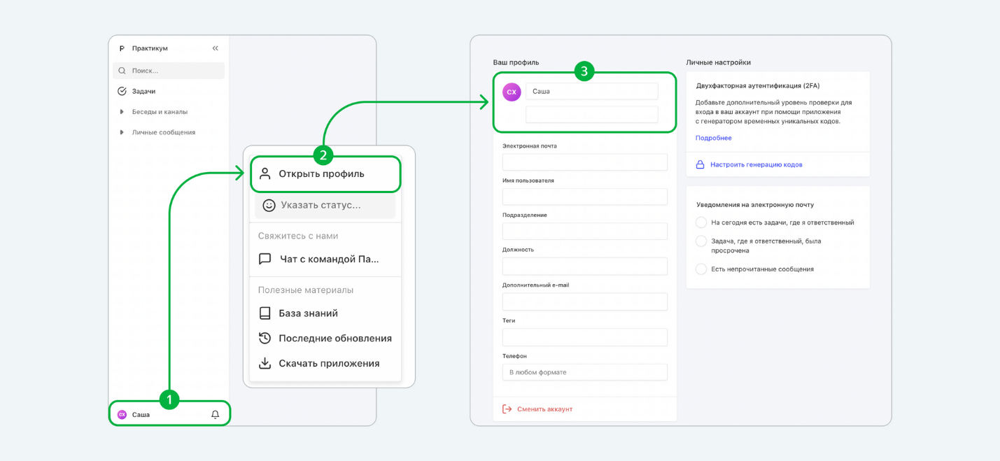 Практикум
Поиск...
Задачи
Беседы и каналы
Личные сообщения
1
СХ Саша
2
Открыть профиль
Указать статус...
Свяжитесь с нами
Чат с командой Па...
Полезные материалы
База знаний
Последние обновления
Скачать приложения
Ваш профиль
3
СХ Саша
Электронная почта
Имя пользователя
Подразделение
Должность
Дополнительный e-mail
Теги
Телефон
В любом формате
Сменить аккаунт
Личные настройки
Двухфакторная аутентификация (2FA)
Добавьте дополнительный уровень проверки для
входа в ваш аккаунт при помощи приложения
с генератором временных уникальных кодов.
Подробнее
Настроить генерацию кодов
Уведомления на электронную почту
На сегодня есть задачи, где я ответственный
Задача, где я ответственный, была
просрочена
Есть непрочитанные сообщения